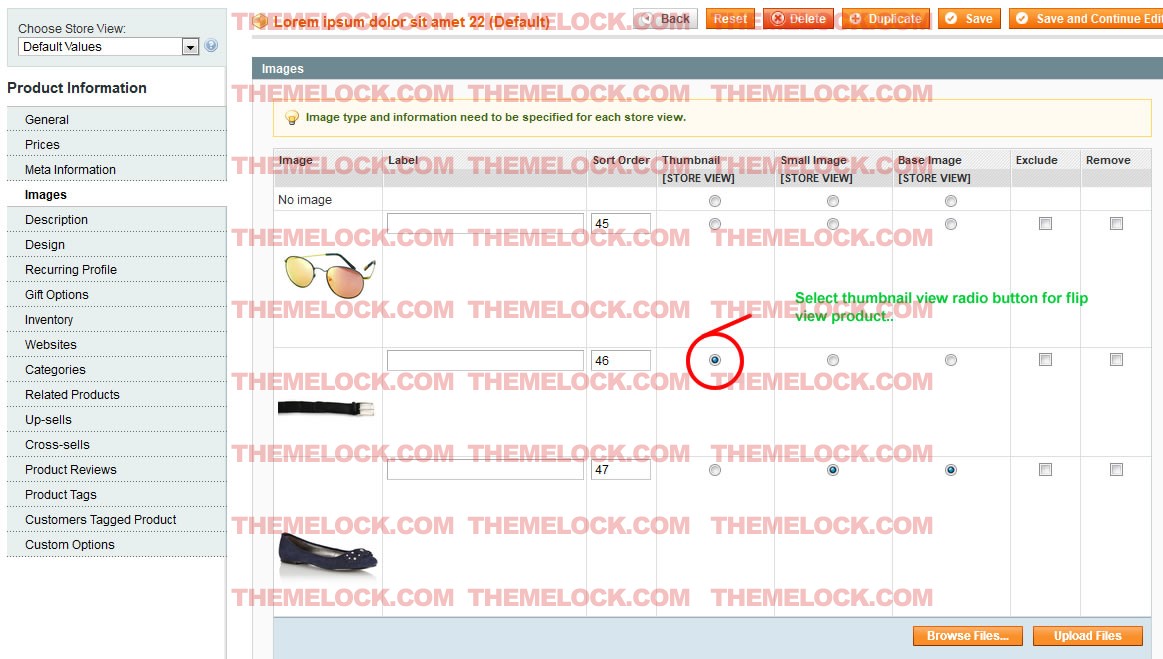 Choose Store View:
Default Values
Product Information
General
Prices
Meta Information
Images
Description
Design
Recurring Profile
Gift Options
Inventory
Websites
Categories
Related Products
Up-sells
Cross-sells
Product Reviews
Product Tags
Customers Tagged Product
Custom Options
Lorem ipsum dolor sit amet 22 (Default)
Back Reset Delete Duplicate Save Save and Continue Edit
THEMELOCK.COM THEMELOCK.COM THEMELOCK.COM
Images
THEMELOCK.COM THEMELOCK.COM THEMELOCK.COM
Image type and information need to be specified for each store view.
Image Label Sort Order Thumbnail Small Image Base Image Exclude Remove
THEMELOCK.COM THEMELOCK.COM THEMELOCK.COM
[STORE VIEW] [STORE VIEW] [STORE VIEW]
No image
45
THEMELOCK.COM THEMELOCK.COM THEMELOCK.COM
Select thumbnail view radio button for flip
view product..
THEMELOCK.COM THEMELOCK.COM THEMELOCK.COM
46
THEMELOCK.COM THEMELOCK.COM THEMELOCK.COM
THEMELOCK.COM THEMELOCK.COM THEMELOCK.COM
47
THEMELOCK.COM THEMELOCK.COM THEMELOCK.COM
THEMELOCK.COM THEMELOCK.COM THEMELOCK.COM
Browse Files... Upload Files